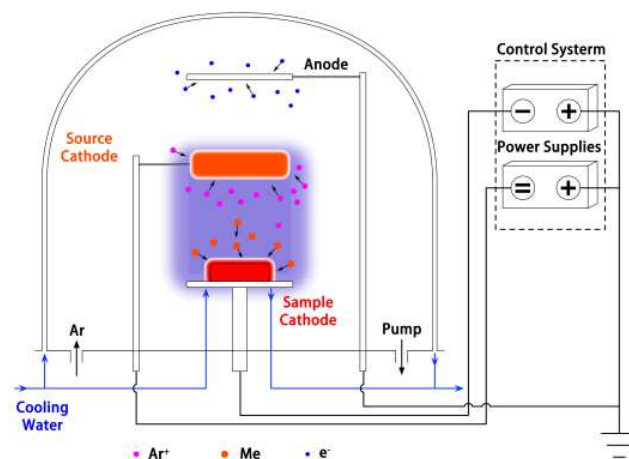 Anode
Control Systerm
− +
Power Supplies
= +
Source
Cathode
Sample
Cathode
Ar
Pump
Cooling
Water
Ar+
Me
e-